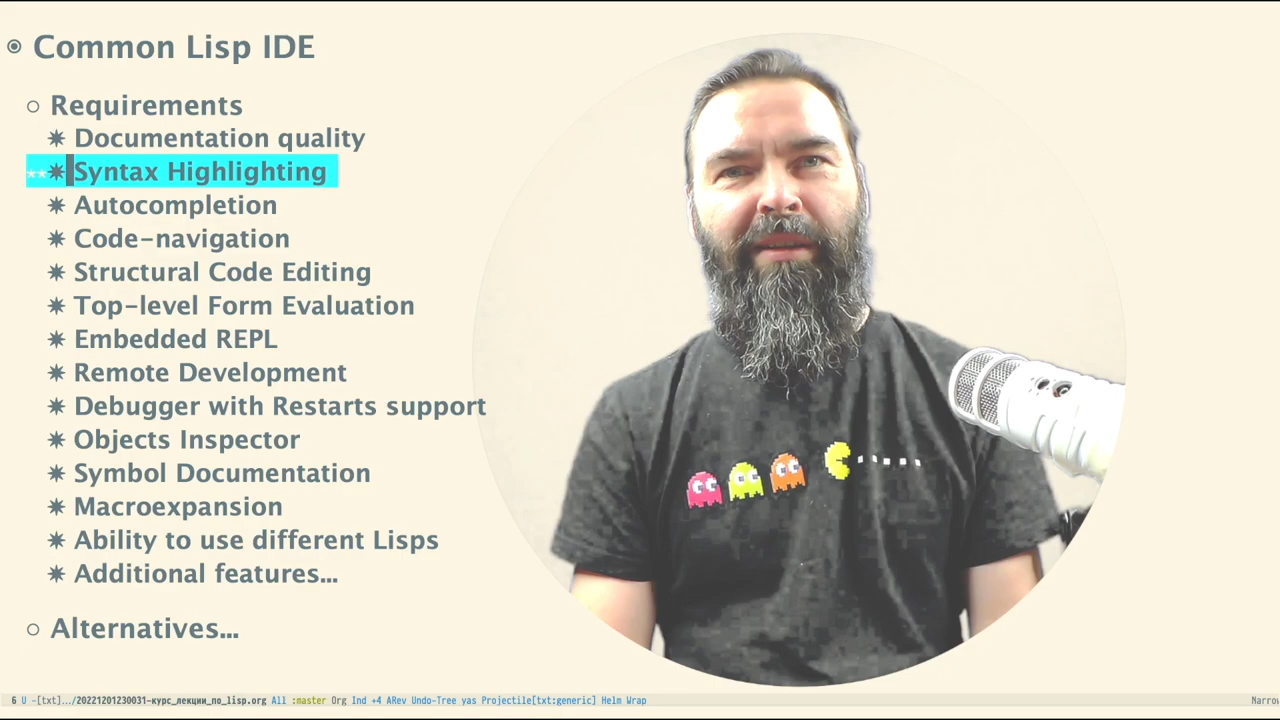 Common Lisp IDE
Requirements
Documentation quality
** Syntax Highlighting
Autocompletion
Code-navigation
Structural Code Editing
Top-level Form Evaluation
Embedded REPL
Remote Development
Debugger with Restarts support
Objects Inspector
Symbol Documentation
Macroexpansion
Ability to use different Lisps
Additional features...
Alternatives...
6 U -[txt].../20221201230031-курс_лекции_по_lisp.org All :master Org Ind +4 ARev Undo-Tree yas Projectile[txt:generic] Helm Wrap Narrow